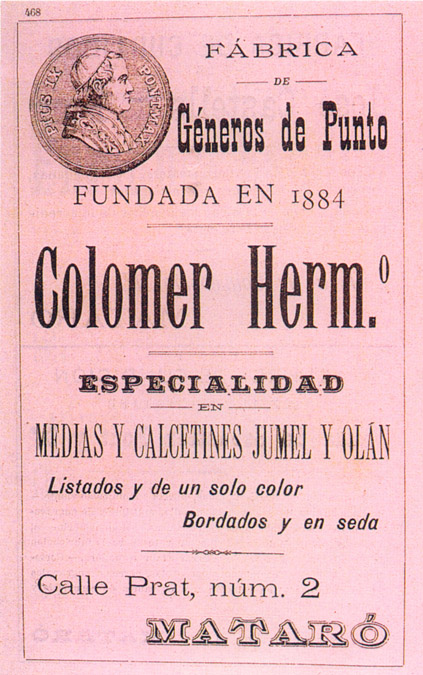 468
PIUS IX PONT MAX
FÁBRICA
DE
Géneros de Punto
FUNDADA EN 1884
Colomer Herm.º
ESPECIALIDAD
EN
MEDIAS Y CALCETINES JUMEL Y OLÁN
Listados y de un solo color
Bordados y en seda
Calle Prat, núm. 2
MATARÓ